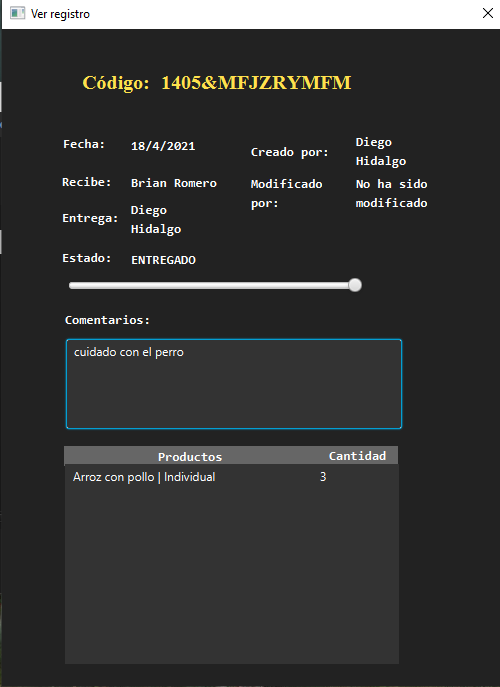 Ver registro
Código: 1405&MFJZRYMFM
Fecha: 18/4/2021
Creado por: Diego
Hidalgo
Recibe: Brian Romero
Modificado
por:
No ha sido
modificado
Entrega: Diego
Hidalgo
Estado: ENTREGADO
Comentarios:
cuidado con el perro
Productos Cantidad
Arroz con pollo | Individual 3